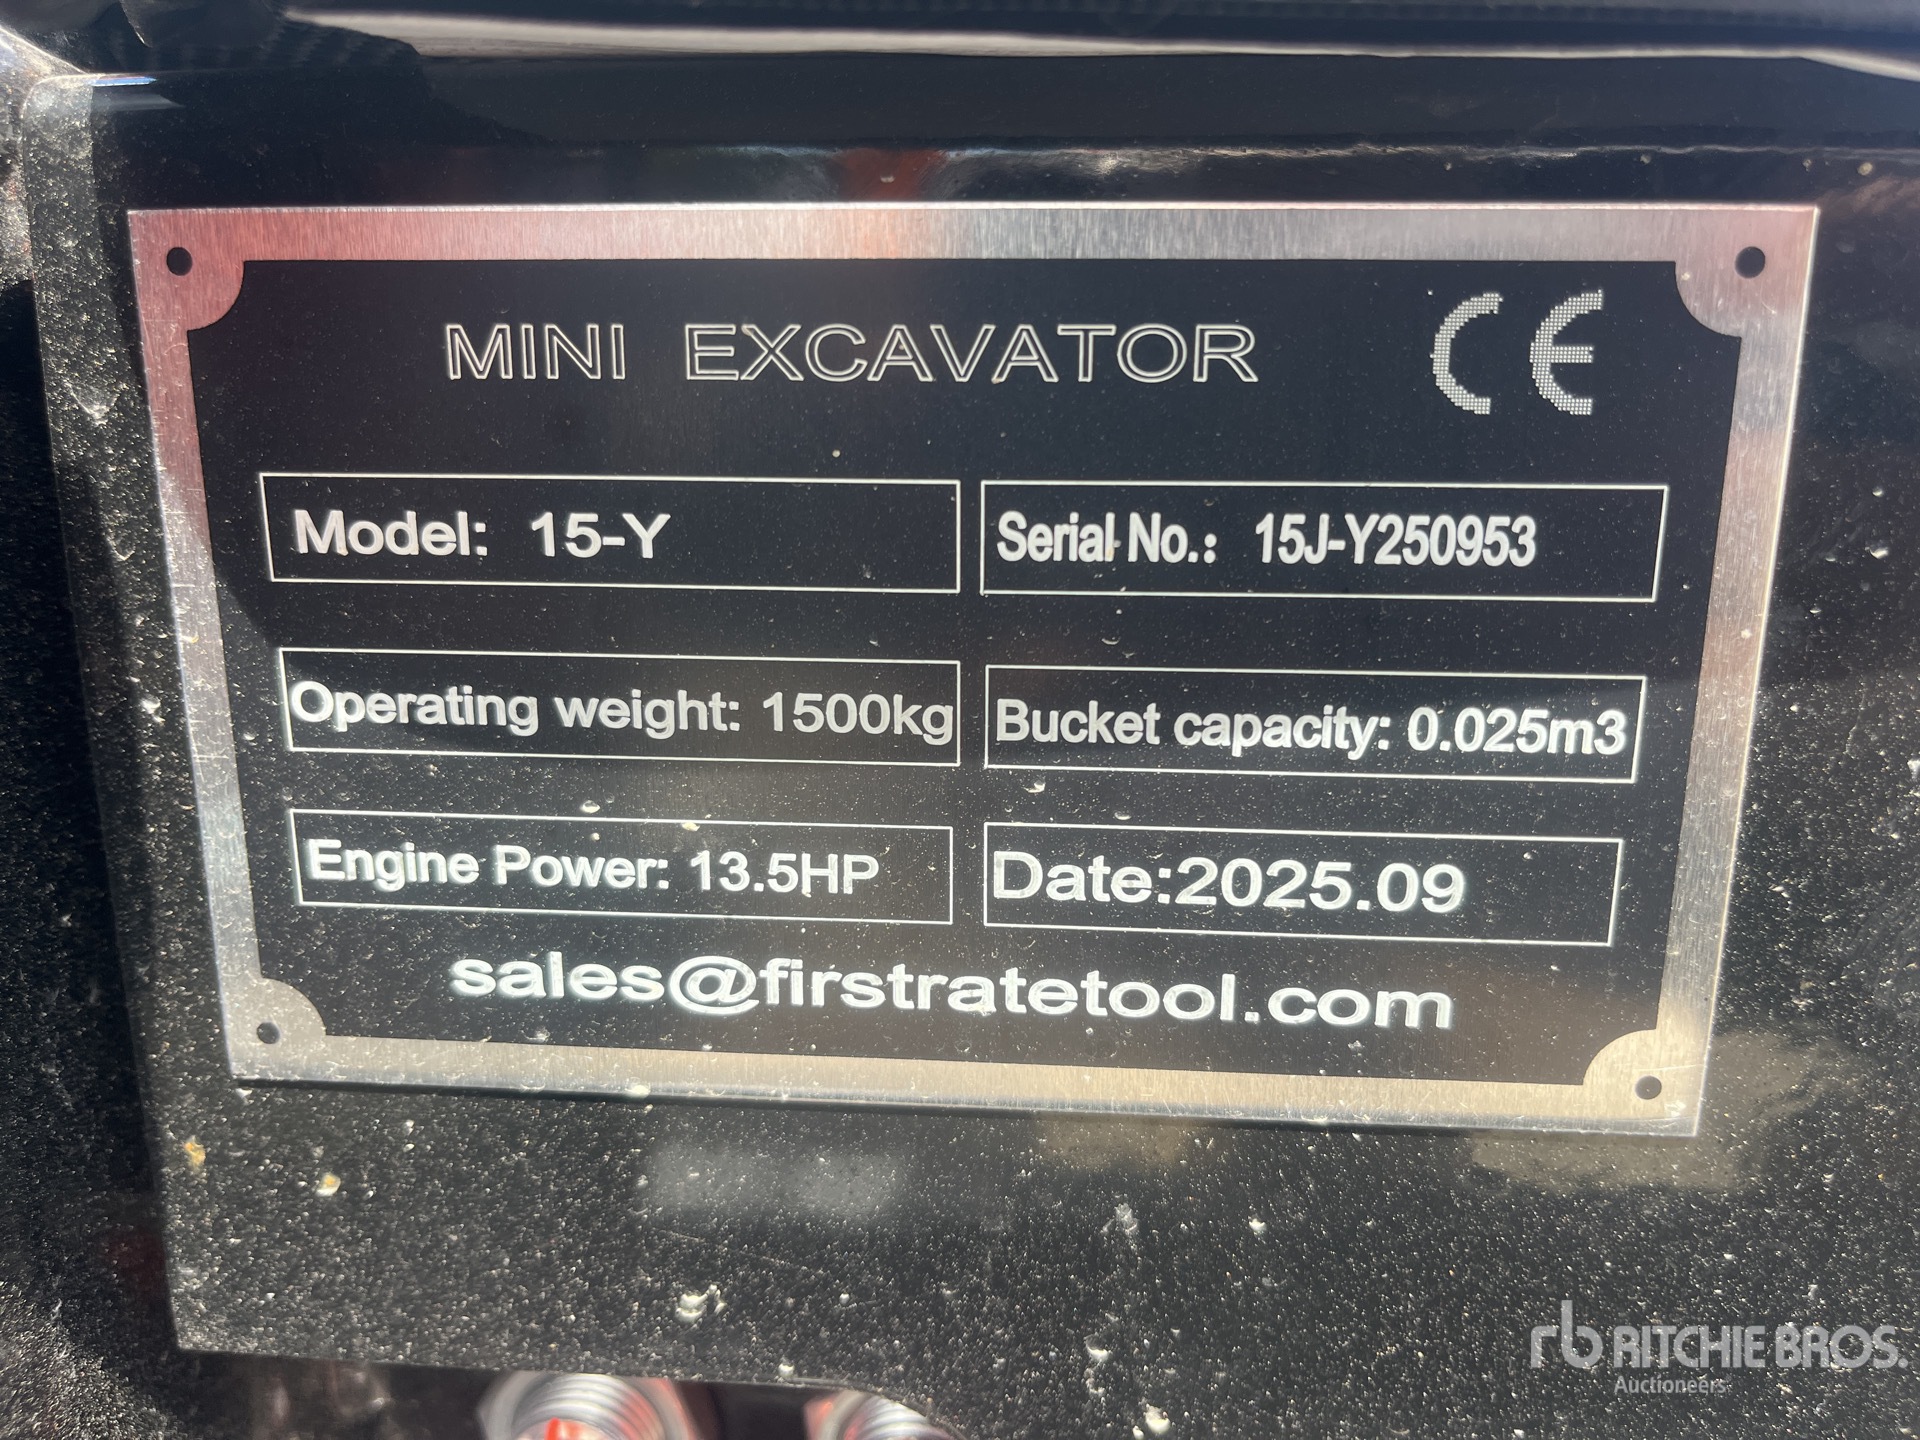 MINI EXCAVATOR CE
Model: 15-Y
Serial No.: 15J-Y250953
Operating weight: 1500kg
Bucket capacity: 0.025m3
Engine Power: 13.5HP
Date:2025.09
sales@firstratetool.com
rb RITCHIE BROS.
Auctioneers